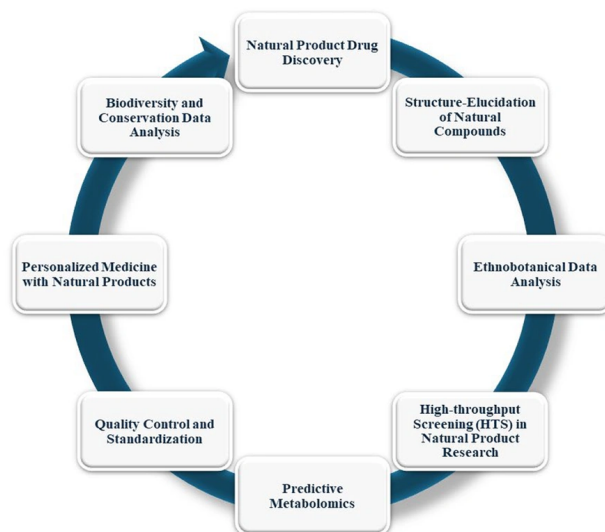 Natural Product Drug
Discovery
Structure-Elucidation
of Natural
Compounds
Ethnobotanical Data
Analysis
High-throughput
Screening (HTS) in
Natural Product
Research
Predictive
Metabolomics
Quality Control and
Standardization
Personalized Medicine
with Natural Products
Biodiversity and
Conservation Data
Analysis